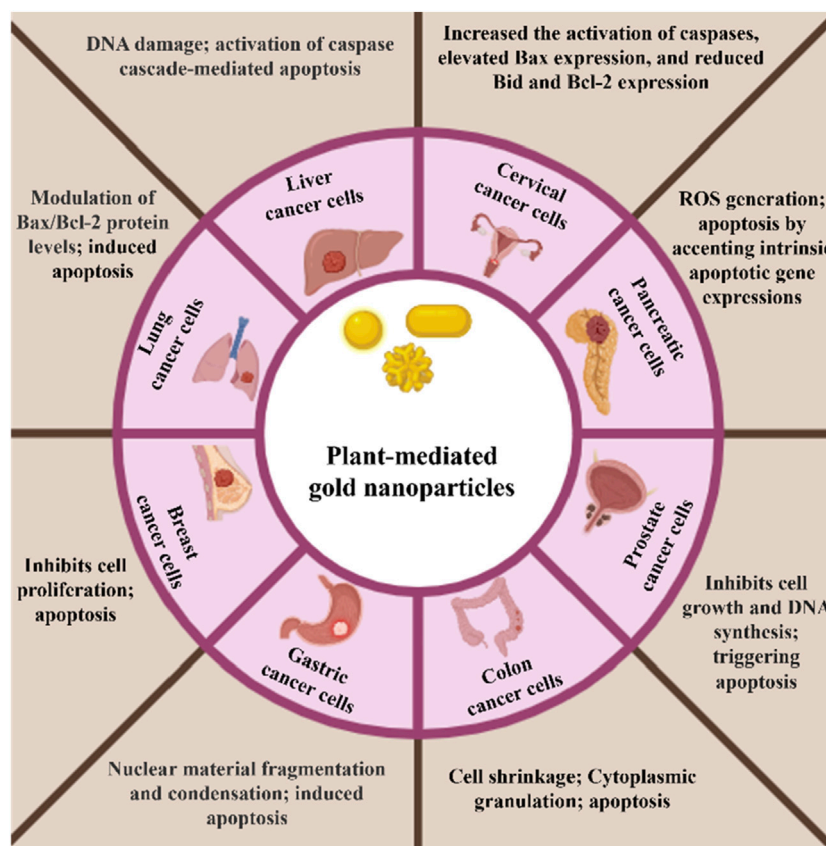 DNA damage; activation of caspase
cascade-mediated apoptosis
Increased the activation of caspases,
elevated Bax expression, and reduced
Bid and Bcl-2 expression
Liver
cancer cells
Cervical
cancer cells
Modulation of
Bax/Bcl-2 protein
levels; induced
apoptosis
ROS generation;
apoptosis by
accenting intrinsic
apoptotic gene
expressions
Lung
cancer cells
Pancreatic
cancer cells
Plant-mediated
gold nanoparticles
Breast
cancer cells
Prostate
cancer cells
Inhibits cell
proliferation;
apoptosis
Inhibits cell
growth and DNA
synthesis;
triggering
apoptosis
Gastric
cancer cells
Colon
cancer cells
Nuclear material fragmentation
and condensation; induced
apoptosis
Cell shrinkage; Cytoplasmic
granulation; apoptosis